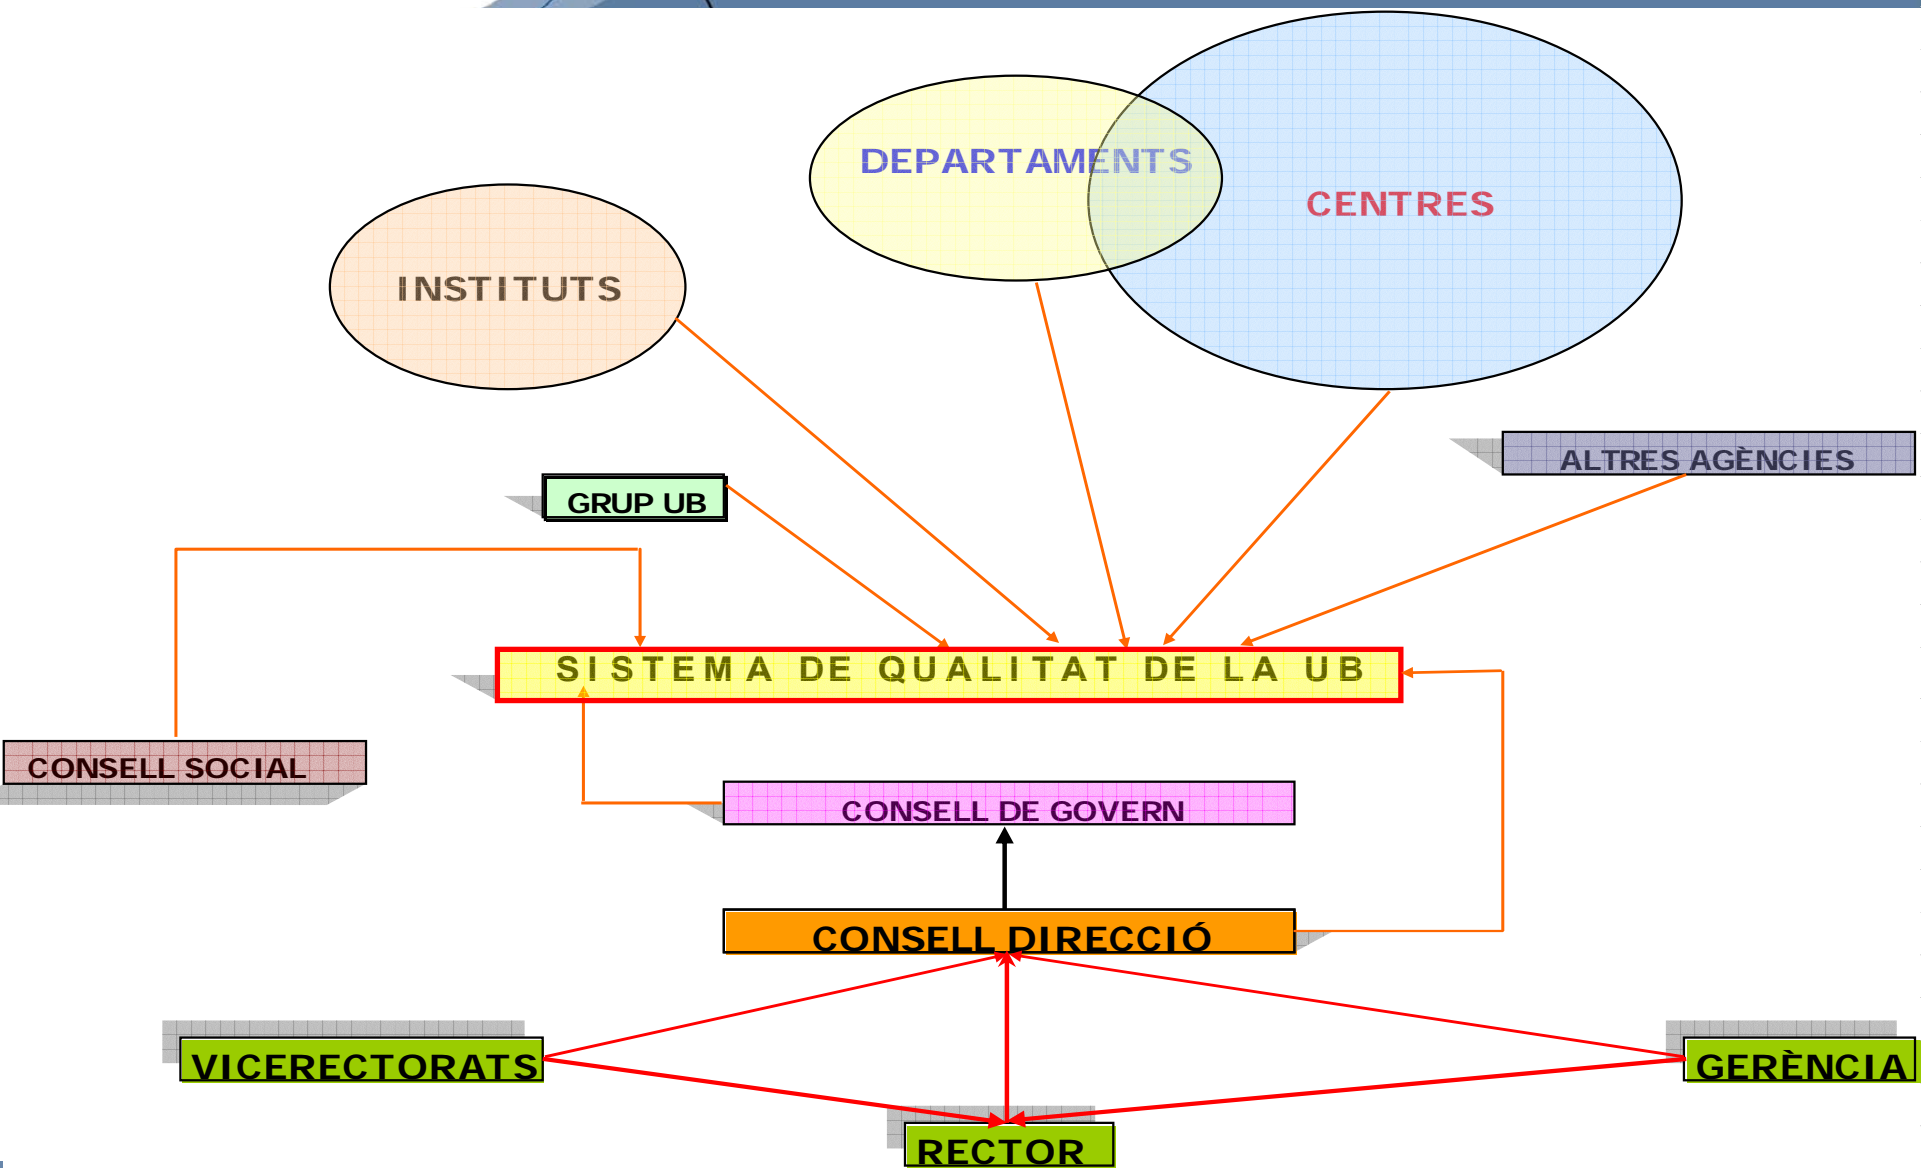 DEPARTAMENTS
CENTRES
INSTITUTS
ALTRES AGÈNCIES
GRUP UB
SISTEMA DE QUALITAT DE LA UB
CONSELL SOCIAL
CONSELL DE GOVERN
CONSELL DIRECCIÓ
VICERECTORATS
GERÈNCIA
RECTOR